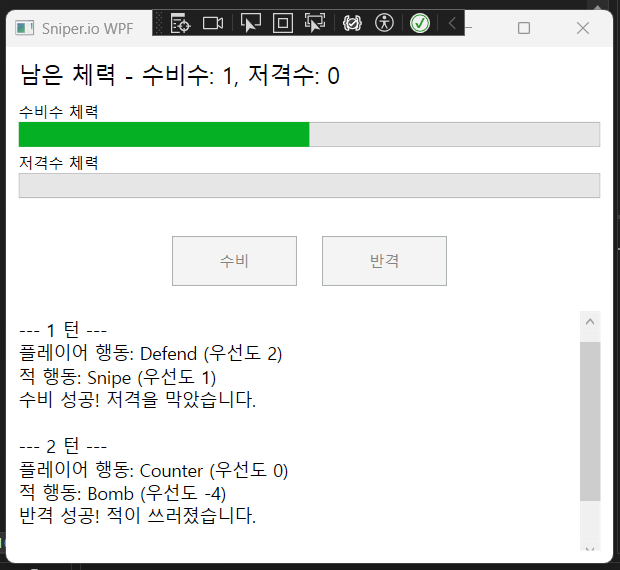 Sniper.io WPF
남은 체력 - 수비수: 1, 저격수: 0
수비수 체력
저격수 체력
수비
반격
--- 1 턴 ---
플레이어 행동: Defend (우선도 2)
적 행동: Snipe (우선도 1)
수비 성공! 저격을 막았습니다.
--- 2 턴 ---
플레이어 행동: Counter (우선도 0)
적 행동: Bomb (우선도 -4)
반격 성공! 적이 쓰러졌습니다.